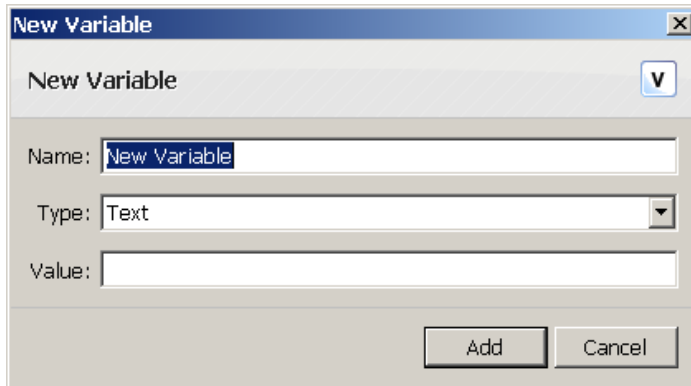 New Variable
New Variable
V
Name: New Variable
Type: Text
Value:
Add Cancel